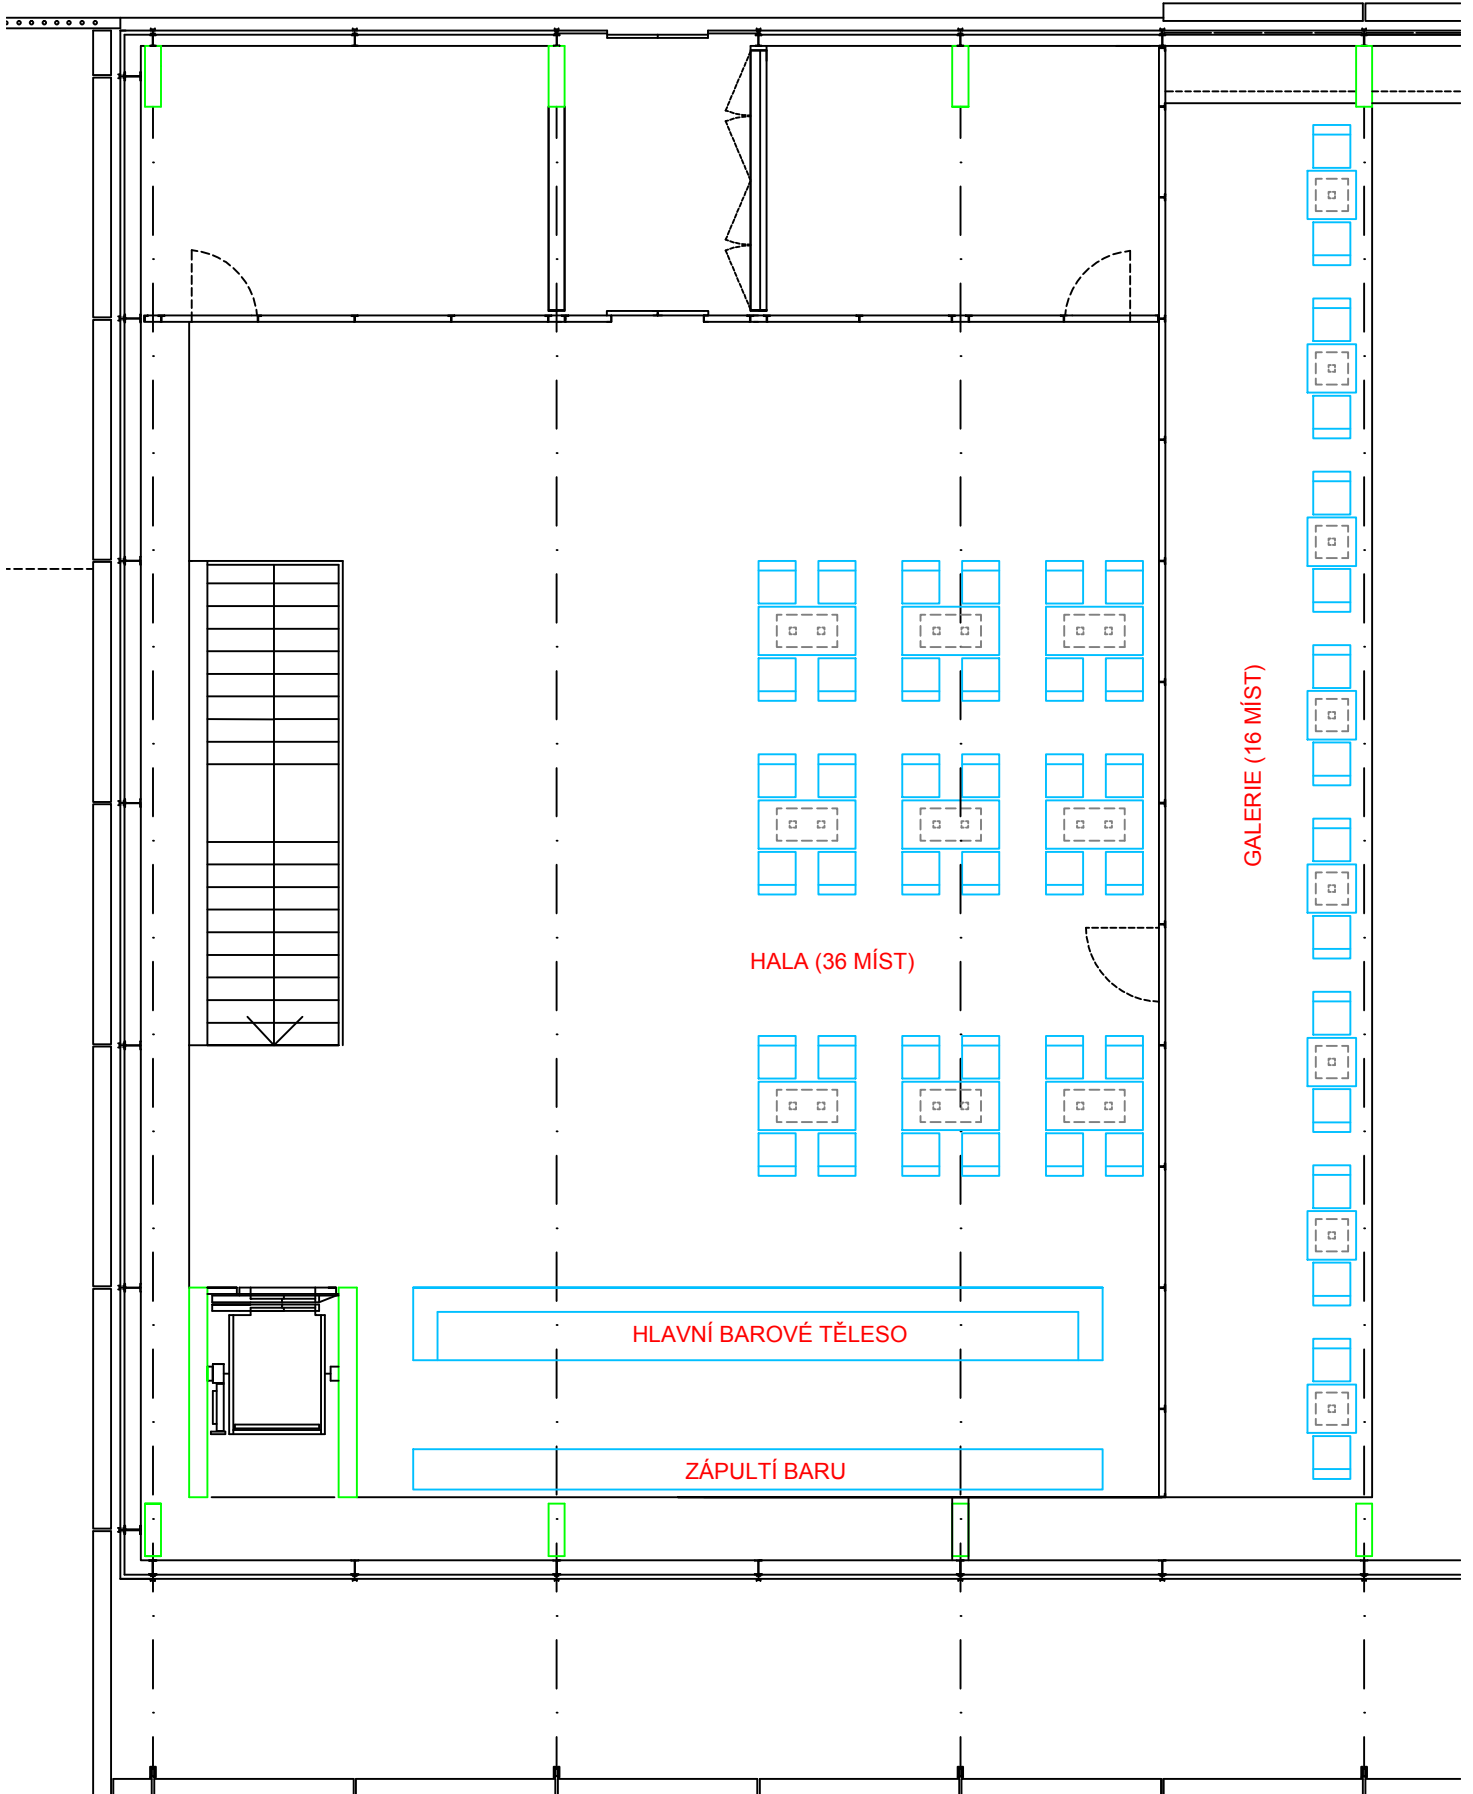 GALERIE (16 MÍST)
HALA (36 MÍST)
HLAVNÍ BAROVÉ TĚLESO
ZÁPULTÍ BARU